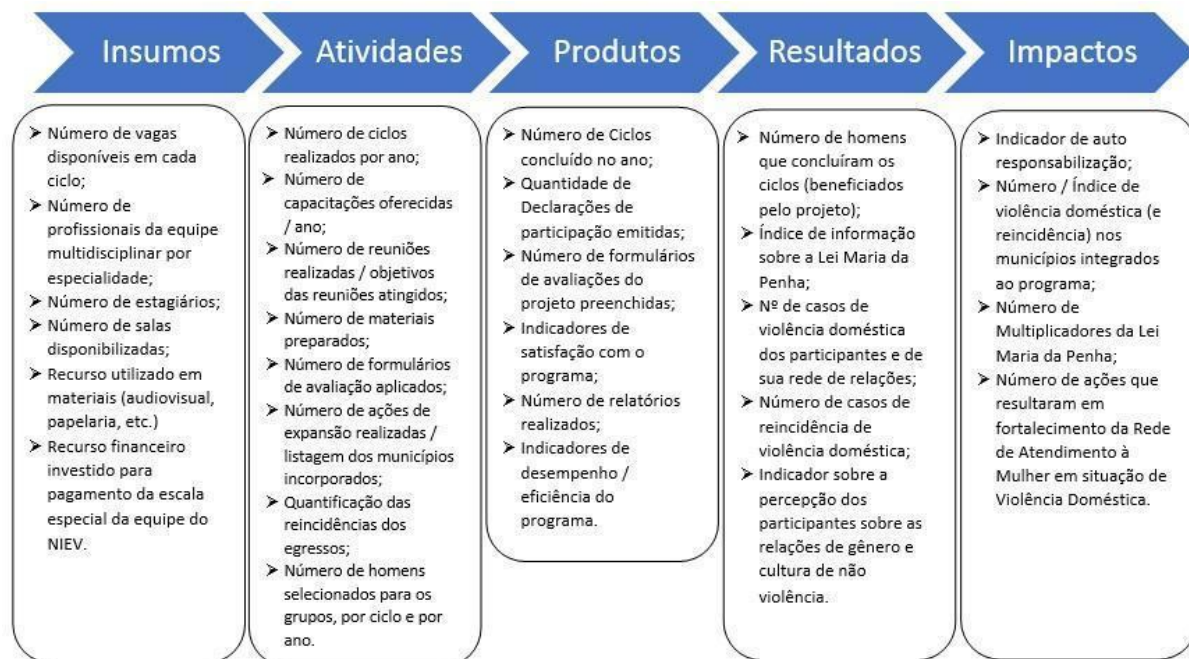 Insumos
Atividades
Produtos
Resultados
Impactos
➤ Número de vagas
disponíveis em cada
ciclo;
➤ Número de
profissionais da equipe
multidisciplinar por
especialidade;
➤ Número de estagiários;
➤ Número de salas
disponibilizadas;
➤ Recurso utilizado em
materiais (audiovisual,
papelaria, etc.)
➤ Recurso financeiro
investido para
pagamento da escala
especial da equipe do
NIEV.
➤ Número de ciclos
realizados por ano;
➤ Número de
capacitações oferecidas
/ ano;
➤ Número de reuniões
realizadas / objetivos
das reuniões atingidos;
➤ Número de materiais
preparados;
➤ Número de formulários
de avaliação aplicados;
➤ Número de ações de
expansão realizadas /
listagem dos municípios
incorporados;
➤ Quantificação das
reincidências dos
egressos;
➤ Número de homens
selecionados para os
grupos, por ciclo e por
ano.
➤ Número de Ciclos
concluído no ano;
➤ Quantidade de
Declarações de
participação emitidas;
➤ Número de formulários
de avaliações do
projeto preenchidas;
➤ Indicadores de
satisfação com o
programa;
➤ Número de relatórios
realizados;
➤ Indicadores de
desempenho /
eficiência do
programa.
➤ Número de homens
que concluíram os
ciclos (beneficiados
pelo projeto);
➤ Índice de informação
sobre a Lei Maria da
Penha;
➤ Nº de casos de
violência doméstica
dos participantes e de
sua rede de relações;
➤ Número de casos de
reincidência de
violência doméstica;
➤ Indicador sobre a
percepção dos
participantes sobre as
relações de gênero e
cultura de não
violência.
➤ Indicador de auto
responsabilização;
➤ Número / Índice de
violência doméstica (e
reincidência) nos
municípios integrados
ao programa;
➤ Número de
Multiplicadores da Lei
Maria da Penha;
➤ Número de ações que
resultaram em
fortalecimento da Rede
de Atendimento à
Mulher em situação de
Violência Doméstica.